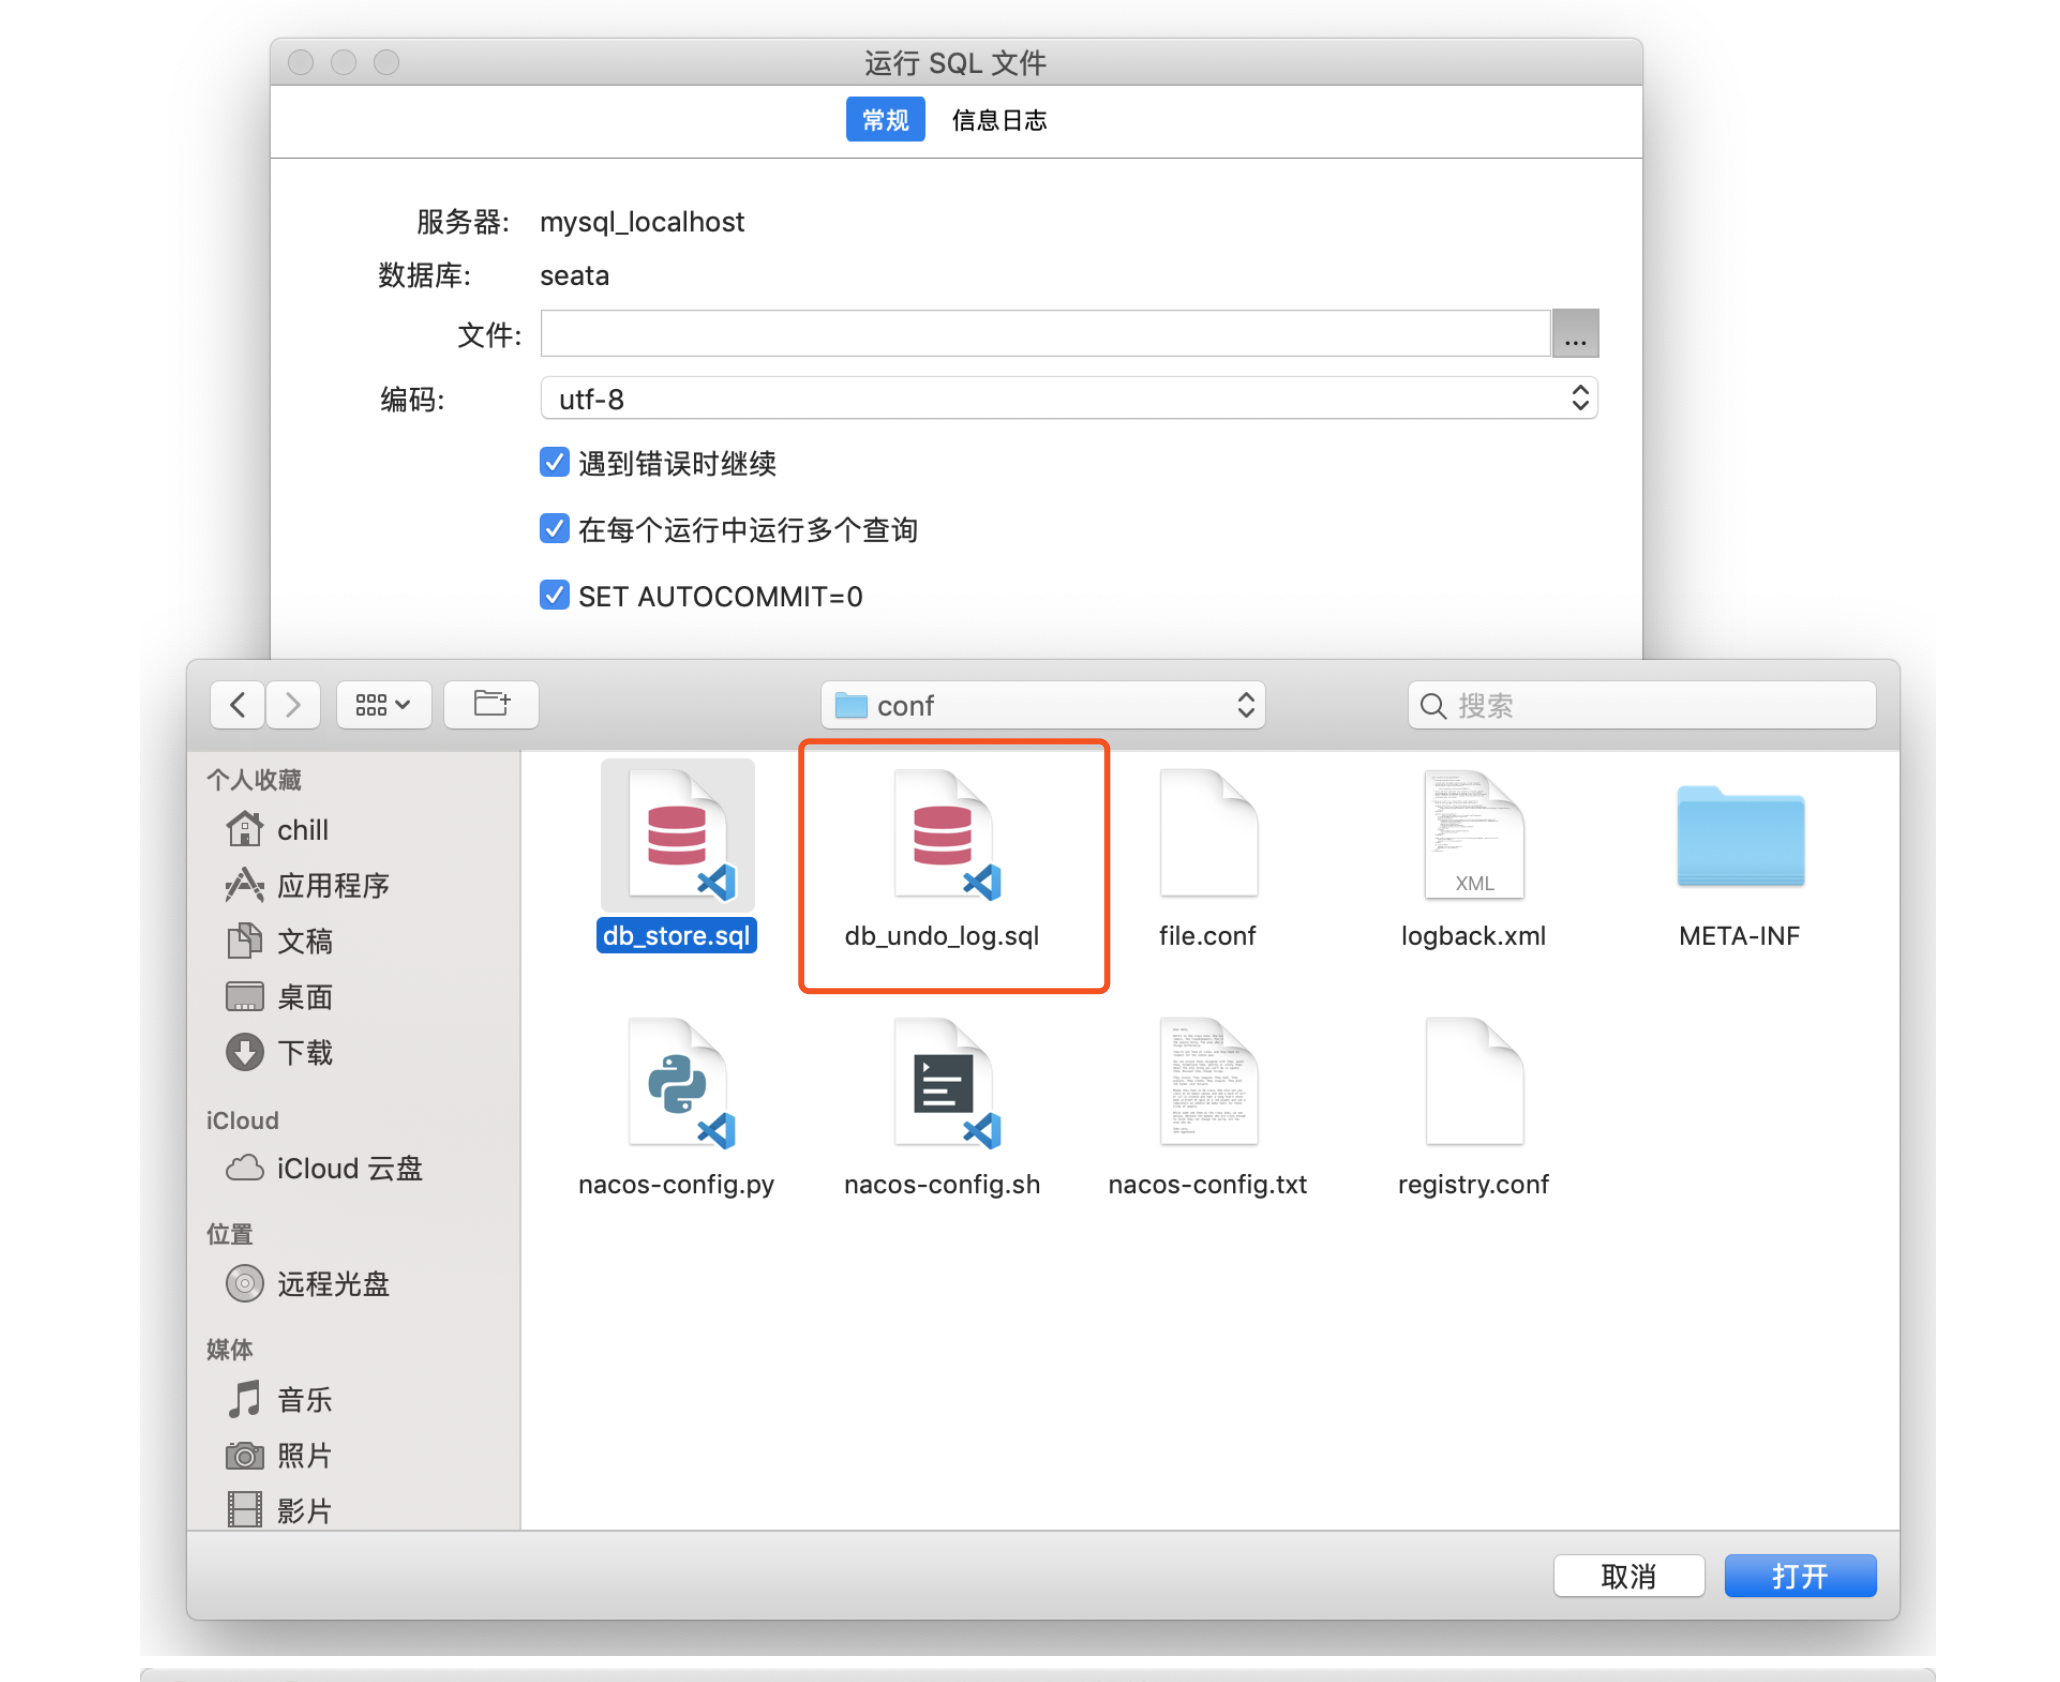 运行 SQL 文件
常规 信息日志
服务器: mysql_localhost
数据库: seata
文件: ...
编码: utf-8
遇到错误时继续
在每个运行中运行多个查询
SET AUTOCOMMIT=0
conf 搜索
个人收藏
chill
应用程序
文稿
桌面
下载
iCloud
iCloud 云盘
位置
远程光盘
媒体
音乐
照片
影片
XML
db_store.sql db_undo_log.sql file.conf logback.xml META-INF
nacos-config.py nacos-config.sh nacos-config.txt registry.conf
取消 打开